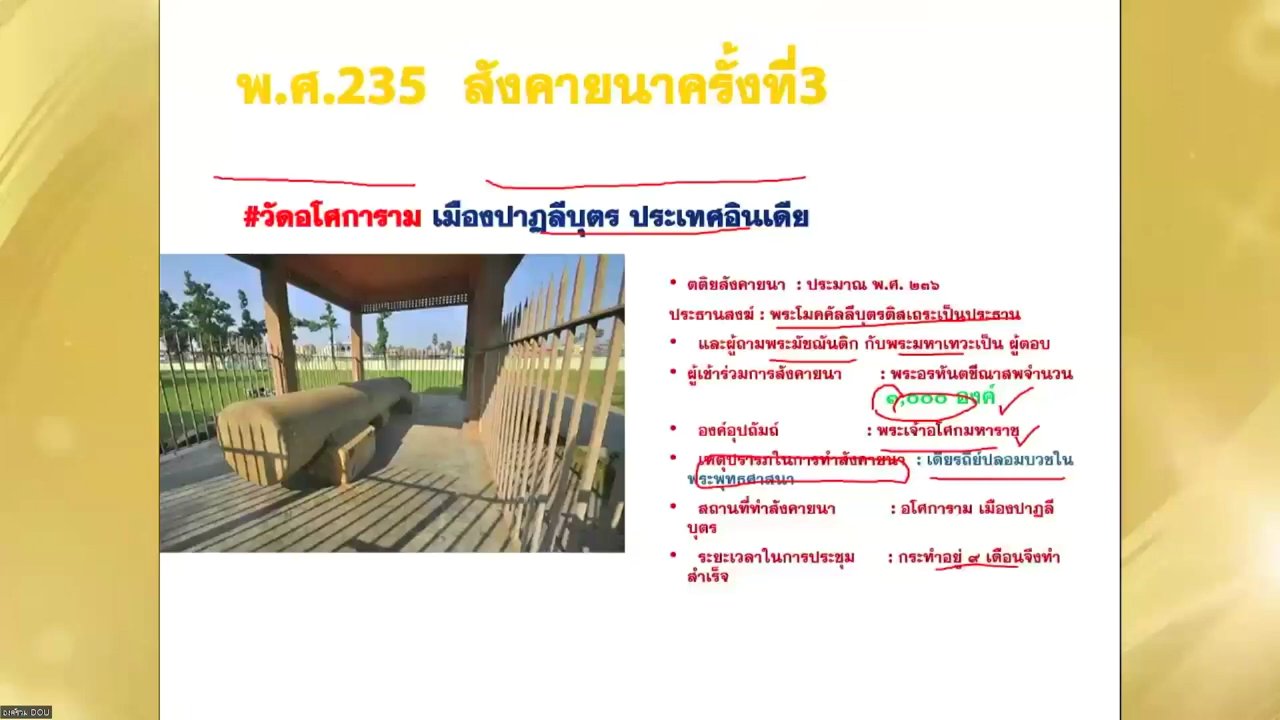 พ.ศ.235 สังคายนาครั้งที่3
#วัดอโศการาม เมืองปาฏลีบุตร ประเทศอินเดีย
• ตติยสังคายนา : ประมาณ พ.ศ. ๒๓๖
ประธานสงฆ์ : พระโมคคัลลีบุตรติสเถระเป็นประธาน
• และผู้ถามพระมัชฌันติก กับพระมหาเทวะเป็น ผู้ตอบ
• ผู้เข้าร่วมการสังคายนา : พระอรหันตขีณาสพจำนวน
๑,๐๐๐ องค์
• องค์อุปถัมถ์ : พระเจ้าอโศกมหาราช
• เหตุปรารภในการทำสังคายนา : เดียรถีย์ปลอมบวชใน
พระพุทธศาสนา
• สถานที่ทำสังคายนา : อโศการาม เมืองปาฏลี
บุตร
• ระยะเวลาในการประชุม : กระทำอยู่ ๙ เดือนจึงทำ
สำเร็จ